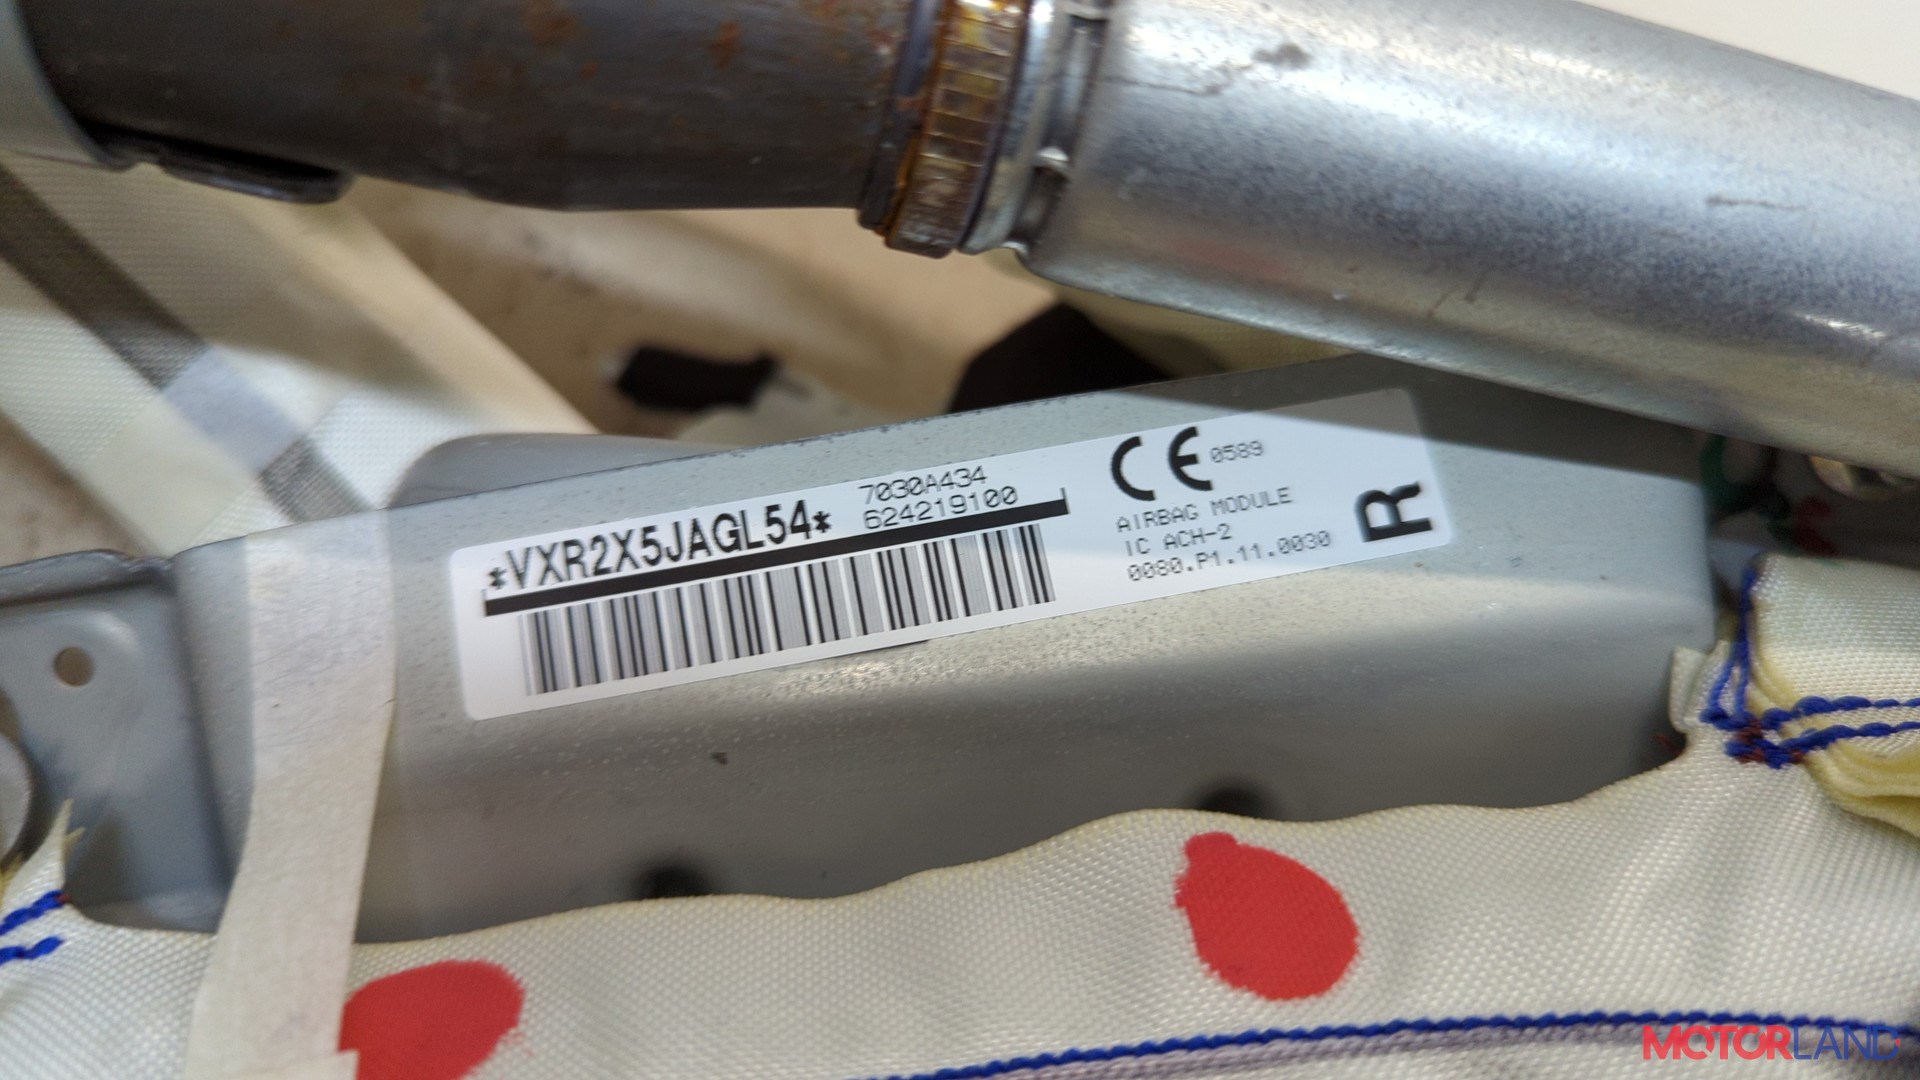 *VXR2X5JAGL54*
7030A434
624219100
CE 0589
AIRBAG MODULE
IC ACH-2
0080.P1.11.0030
R
MOTORLAND